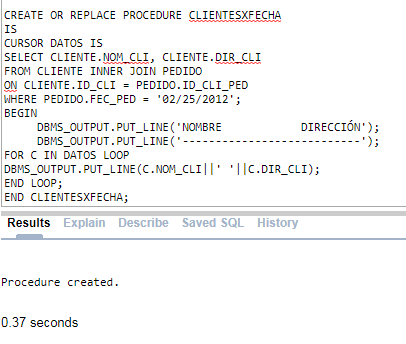 CREATE OR REPLACE PROCEDURE CLIENTESXFECHA
IS
CURSOR DATOS IS
SELECT CLIENTE.NOM_CLI, CLIENTE.DIR_CLI
FROM CLIENTE INNER JOIN PEDIDO
ON CLIENTE.ID_CLI = PEDIDO.ID_CLI_PED
WHERE PEDIDO.FEC_PED = '02/25/2012';
BEGIN
     DBMS_OUTPUT.PUT_LINE('NOMBRE            DIRECCIÓN');
     DBMS_OUTPUT.PUT_LINE('---------------------------');
FOR C IN DATOS LOOP
DBMS_OUTPUT.PUT_LINE(C.NOM_CLI||' '||C.DIR_CLI);
END LOOP;
END CLIENTESXFECHA;
Results Explain Describe Saved SQL History
Procedure created.
0.37 seconds